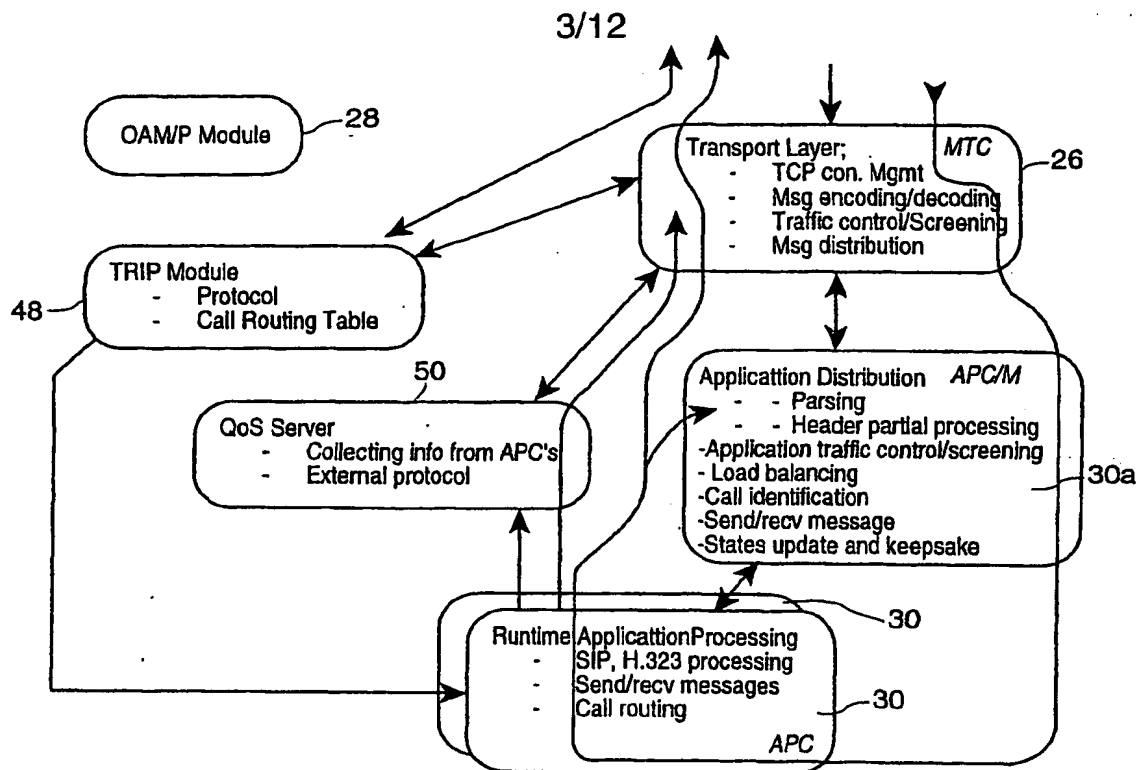 3/12
OAM/P Module
28
Transport Layer;
MTC
- TCP con. Mgmt
- Msg encoding/decoding
- Traffic control/Screening
- Msg distribution
26
TRIP Module
- Protocol
- Call Routing Table
48
50
QoS Server
- Collecting info from APC's
- External protocol
Applicattion Distribution
APC/M
- - Parsing
- - Header partial processing
-Application traffic control/screening
- Load balancing
-Call identification
-Send/recv message
-States update and keepsake
30a
30
Runtime ApplicattionProcessing
- SIP, H.323 processing
- Send/recv messages
- Call routing
30
APC